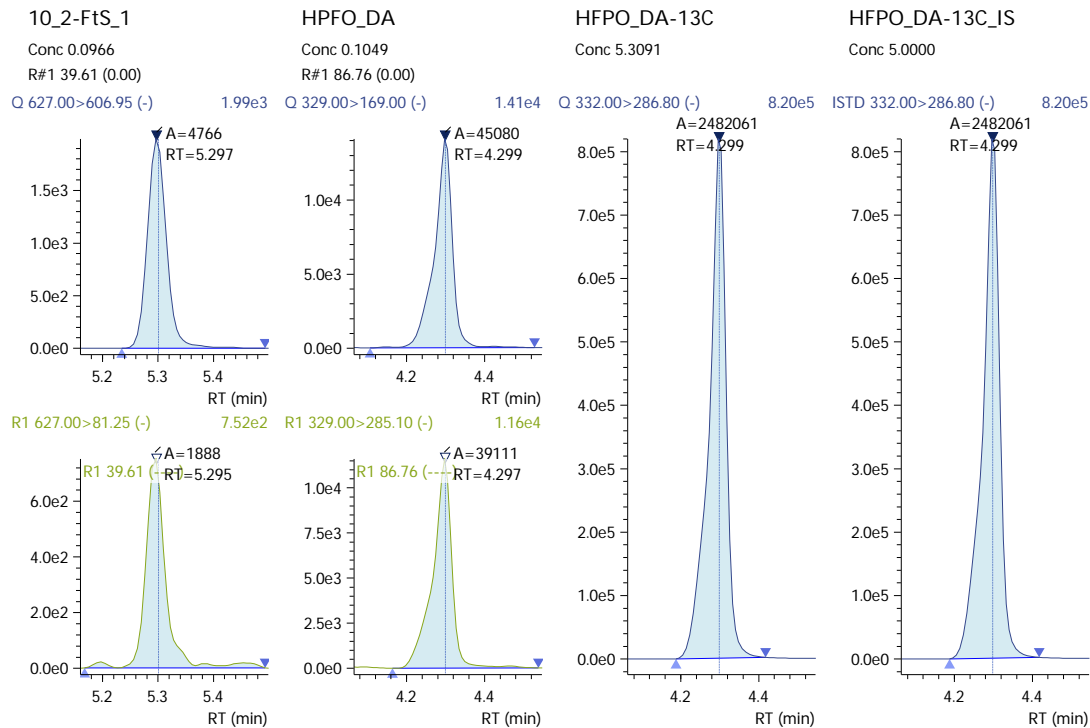 10_2-FtS_1
Conc 0.0966
R#1 39.61 (0.00)
Q 627.00>606.95 (-) 1.99e3
A=4766
RT=5.297
1.5e3
1.0e3
5.0e2
0.0e0
5.2 5.3 5.4
RT (min)
R1 627.00>81.25 (-) 7.52e2
A=1888
R1 39.61 (----)
RT=5.295
6.0e2
4.0e2
2.0e2
0.0e0
5.2 5.3 5.4
RT (min)
HPFO_DA
Conc 0.1049
R#1 86.76 (0.00)
Q 329.00>169.00 (-) 1.41e4
A=45080
RT=4.299
1.0e4
5.0e3
0.0e0
4.2 4.4
RT (min)
R1 329.00>285.10 (-) 1.16e4
A=39111
R1 86.76 (----)
RT=4.297
1.0e4
7.5e3
5.0e3
2.5e3
0.0e0
4.2 4.4
RT (min)
HFPO_DA-13C
Conc 5.3091
Q 332.00>286.80 (-) 8.20e5
A=2482061
RT=4.299
8.0e5
7.0e5
6.0e5
5.0e5
4.0e5
3.0e5
2.0e5
1.0e5
0.0e0
4.2 4.4
RT (min)
HFPO_DA-13C_IS
Conc 5.0000
ISTD 332.00>286.80 (-) 8.20e5
A=2482061
RT=4.299
8.0e5
7.0e5
6.0e5
5.0e5
4.0e5
3.0e5
2.0e5
1.0e5
0.0e0
4.2 4.4
RT (min)